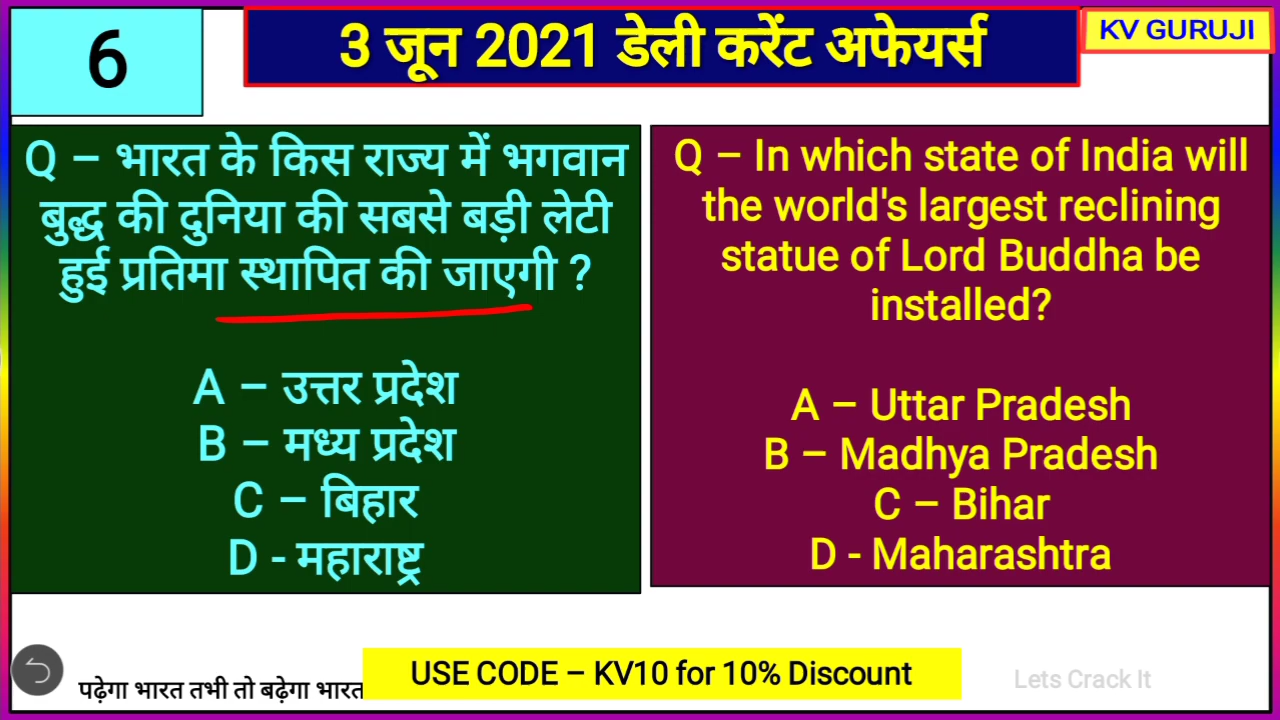 6
3 जून 2021 डेली करेंट अफेयर्स
KV GURUJI
Q – भारत के किस राज्य में भगवान
बुद्ध की दुनिया की सबसे बड़ी लेटी
हुई प्रतिमा स्थापित की जाएगी ?
A – उत्तर प्रदेश
B – मध्य प्रदेश
C – बिहार
D - महाराष्ट्र
Q – In which state of India will
the world's largest reclining
statue of Lord Buddha be
installed?
A – Uttar Pradesh
B – Madhya Pradesh
C – Bihar
D - Maharashtra
पढ़ेगा भारत तभी तो बढ़ेगा भारत
USE CODE – KV10 for 10% Discount
Lets Crack It